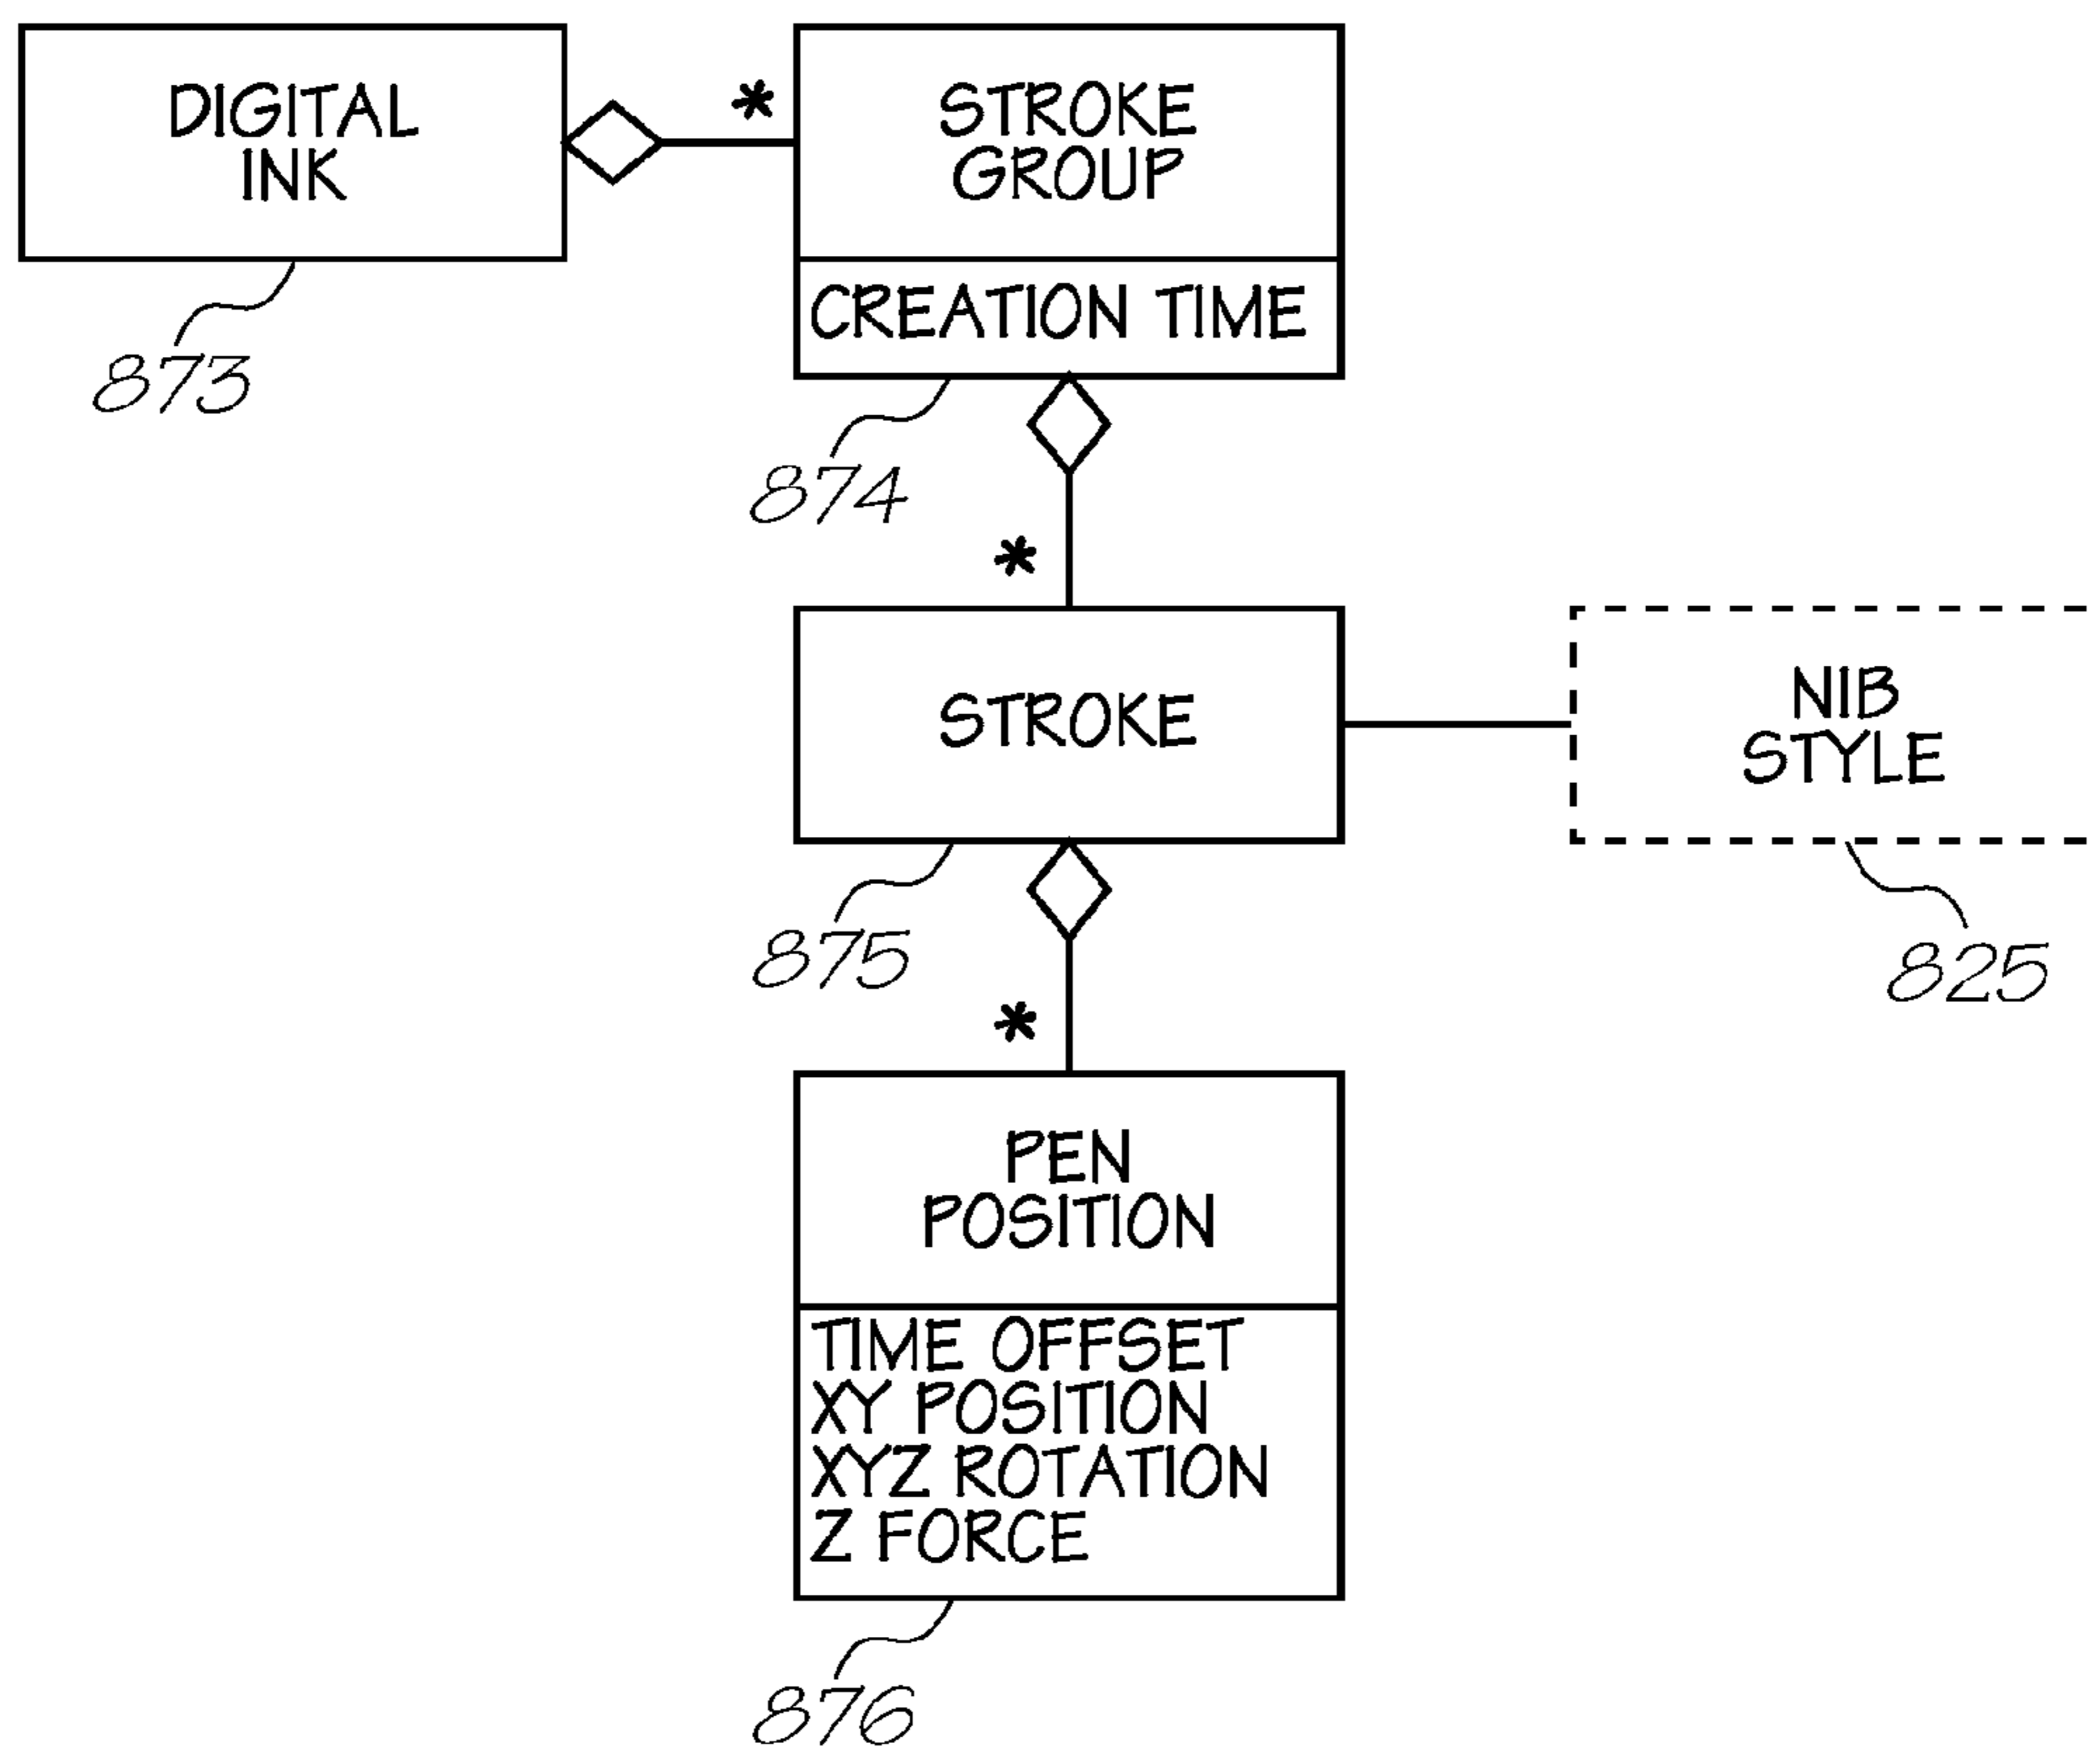 DIGITAL
INK
*
STROKE
GROUP
CREATION TIME
873
874
*
STROKE
NIB
STYLE
875
825
*
PEN
POSITION
TIME OFFSET
XY POSITION
XYZ ROTATION
Z FORCE
876